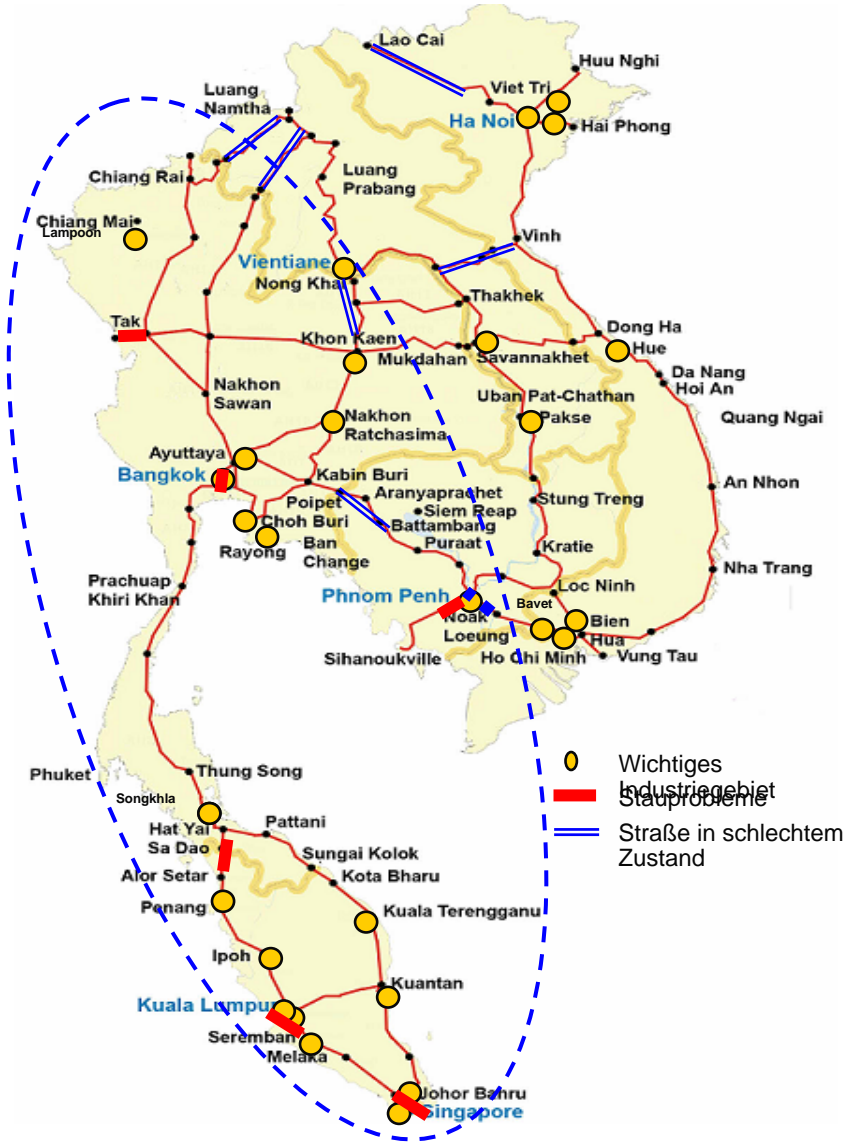 Lao Cai
Huu Nghi
Luang
Namtha
Viet Tri
Ha Noi
Hai Phong
Chiang Rai
Luang
Prabang
Chiang Mai
Lampoon
Vinh
Vientiane
Nong Khai
Thakhek
Tak
Khon Kaen
Dong Ha
Mukdahan
Savannakhet
Hue
Da Nang
Hoi An
Nakhon
Sawan
Uban Pat-Chathan
Pakse
Quang Ngai
Nakhon
Ratchasima
Ayuttaya
Bangkok
Kabin Buri
An Nhon
Poipet
Aranyaprachet
Stung Treng
Siem Reap
Choh Buri
Battambang
Rayong
Ban
Change
Puraat
Kratie
Nha Trang
Prachuap
Khiri Khan
Phnom Penh
Loc Ninh
Bavet
Noak
Loeung
Bien
Hua
Sihanoukville
Ho Chi Minh
Vung Tau
Phuket
Thung Song
Songkhla
Hat Yai
Pattani
Sa Dao
Sungai Kolok
Alor Setar
Kota Bharu
Penang
Kuala Terengganu
Ipoh
Kuantan
Kuala Lumpur
Seremban
Melaka
Johor Bahru
Singapore
Wichtiges
Industriegebiet
Stauprobleme
Straße in schlechtem
Zustand